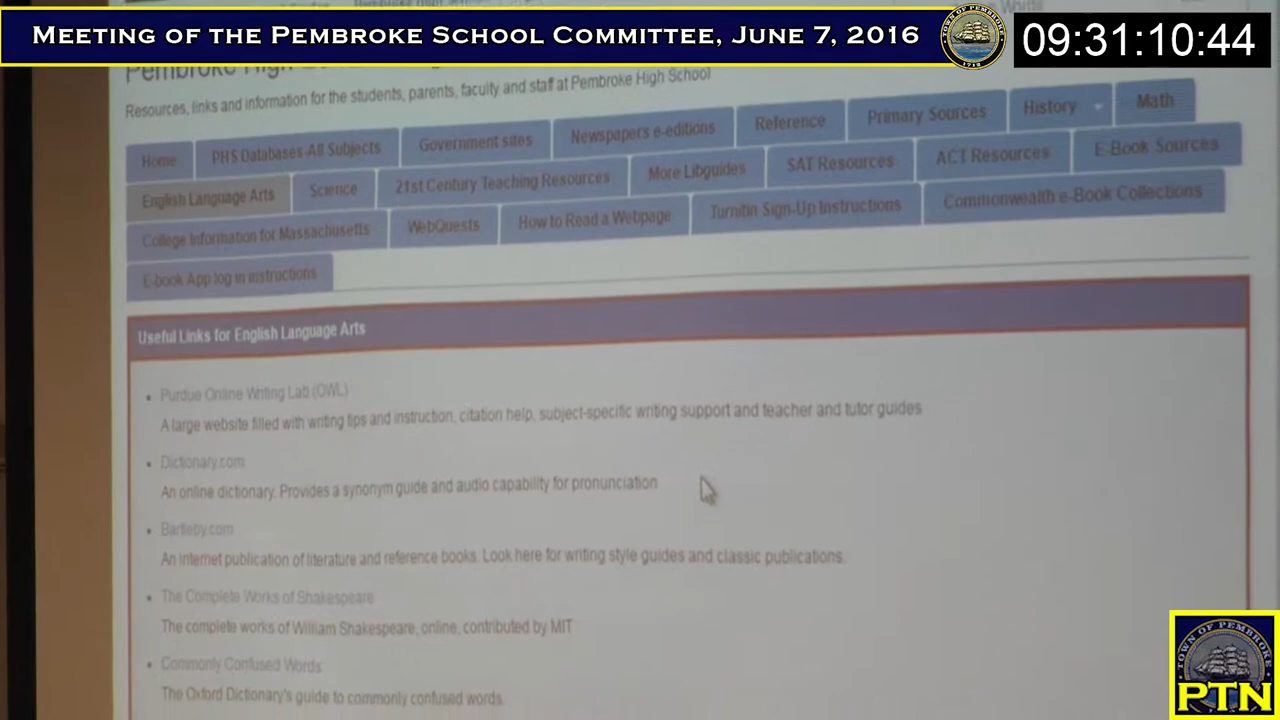 MEETING OF THE PEMBROKE SCHOOL COMMITTEE, JUNE 7, 2016
TOWN OF PEMBROKE
1712
09:31:10:44
Words
Pembroke High
Resources, links and information for the students, parents, faculty and staff at Pembroke High School
Home PHS Databases-All Subjects Government sites Newspapers e-editions Reference Primary Sources History Math
English Language Arts Science 21st Century Teaching Resources More Libguides SAT Resources ACT Resources E-Book Sources
College Information for Massachusetts WebQuests How to Read a Webpage Turnitin Sign-Up Instructions Commonwealth e-Book Collections
E-book App log in instructions
Useful Links for English Language Arts
Purdue Online Writing Lab (OWL)
A large website filled with writing tips and instruction, citation help, subject-specific writing support and teacher and tutor guides
Dictionary.com
An online dictionary. Provides a synonym guide and audio capability for pronunciation
Bartleby.com
An internet publication of literature and reference books. Look here for writing style guides and classic publications.
The Complete Works of Shakespeare
The complete works of William Shakespeare, online, contributed by MIT
Commonly Confused Words
The Oxford Dictionary's guide to commonly confused words.
TOWN OF PEMBROKE
PTN